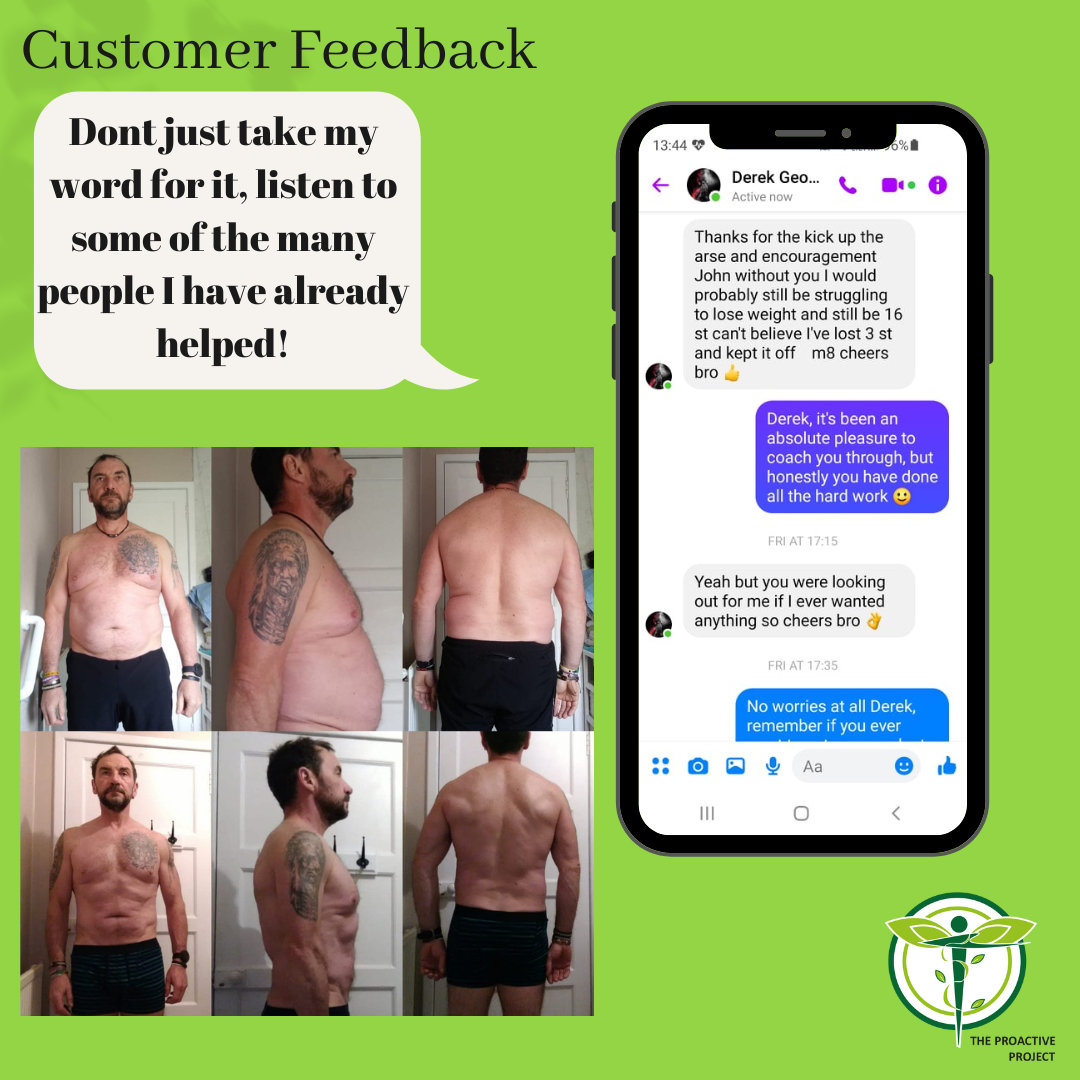 Customer Feedback
Dont just take my
word for it, listen to
some of the many
people I have already
helped!
13:44
96%
Derek Geo...
Active now
Thanks for the kick up the
arse and encouragement
John without you I would
probably still be struggling
to lose weight and still be 16
st can't believe I've lost 3 st
and kept it off m8 cheers
bro 👍
Derek, it's been an
absolute pleasure to
coach you through, but
honestly you have done
all the hard work 🙂
FRI AT 17:15
Yeah but you were looking
out for me if I ever wanted
anything so cheers bro 👌
FRI AT 17:35
No worries at all Derek,
remember if you ever
Aa
THE PROACTIVE
PROJECT